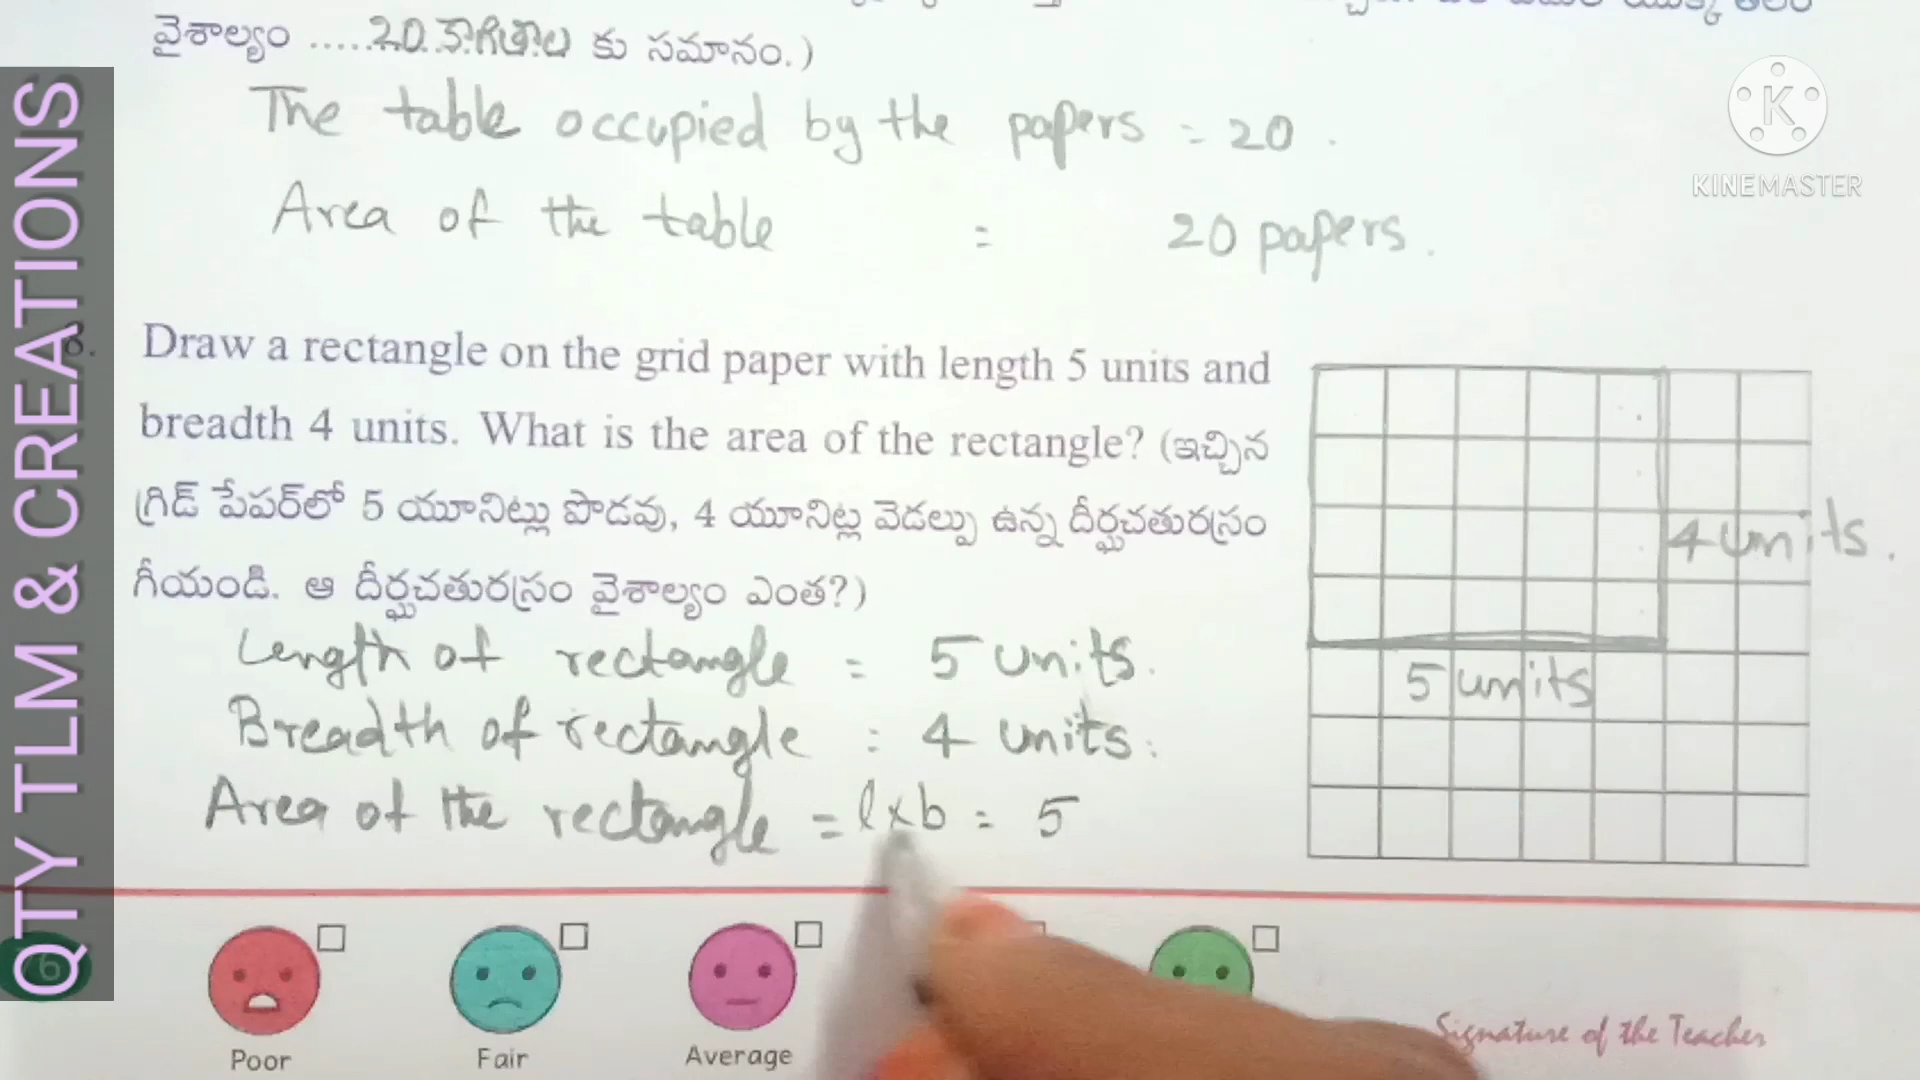 వైశాల్యం .....20 కాగితాల కు సమానం.)
The table occupied by the papers = 20.
Area of the table = 20 papers.
8. Draw a rectangle on the grid paper with length 5 units and
breadth 4 units. What is the area of the rectangle? (ఇచ్చిన
గ్రిడ్ పేపర్‌లో 5 యూనిట్లు పొడవు, 4 యూనిట్ల వెడల్పు ఉన్న దీర్ఘచతురస్రం
గీయండి. ఆ దీర్ఘచతురస్రం వైశాల్యం ఎంత?)
4 units.
5 units
Length of rectangle = 5 units.
Breadth of rectangle = 4 units.
Area of the rectangle = l×b = 5
Poor
Fair
Average
Signature of the Teacher
QTY TLM & CREATIONS
K
KINEMASTER